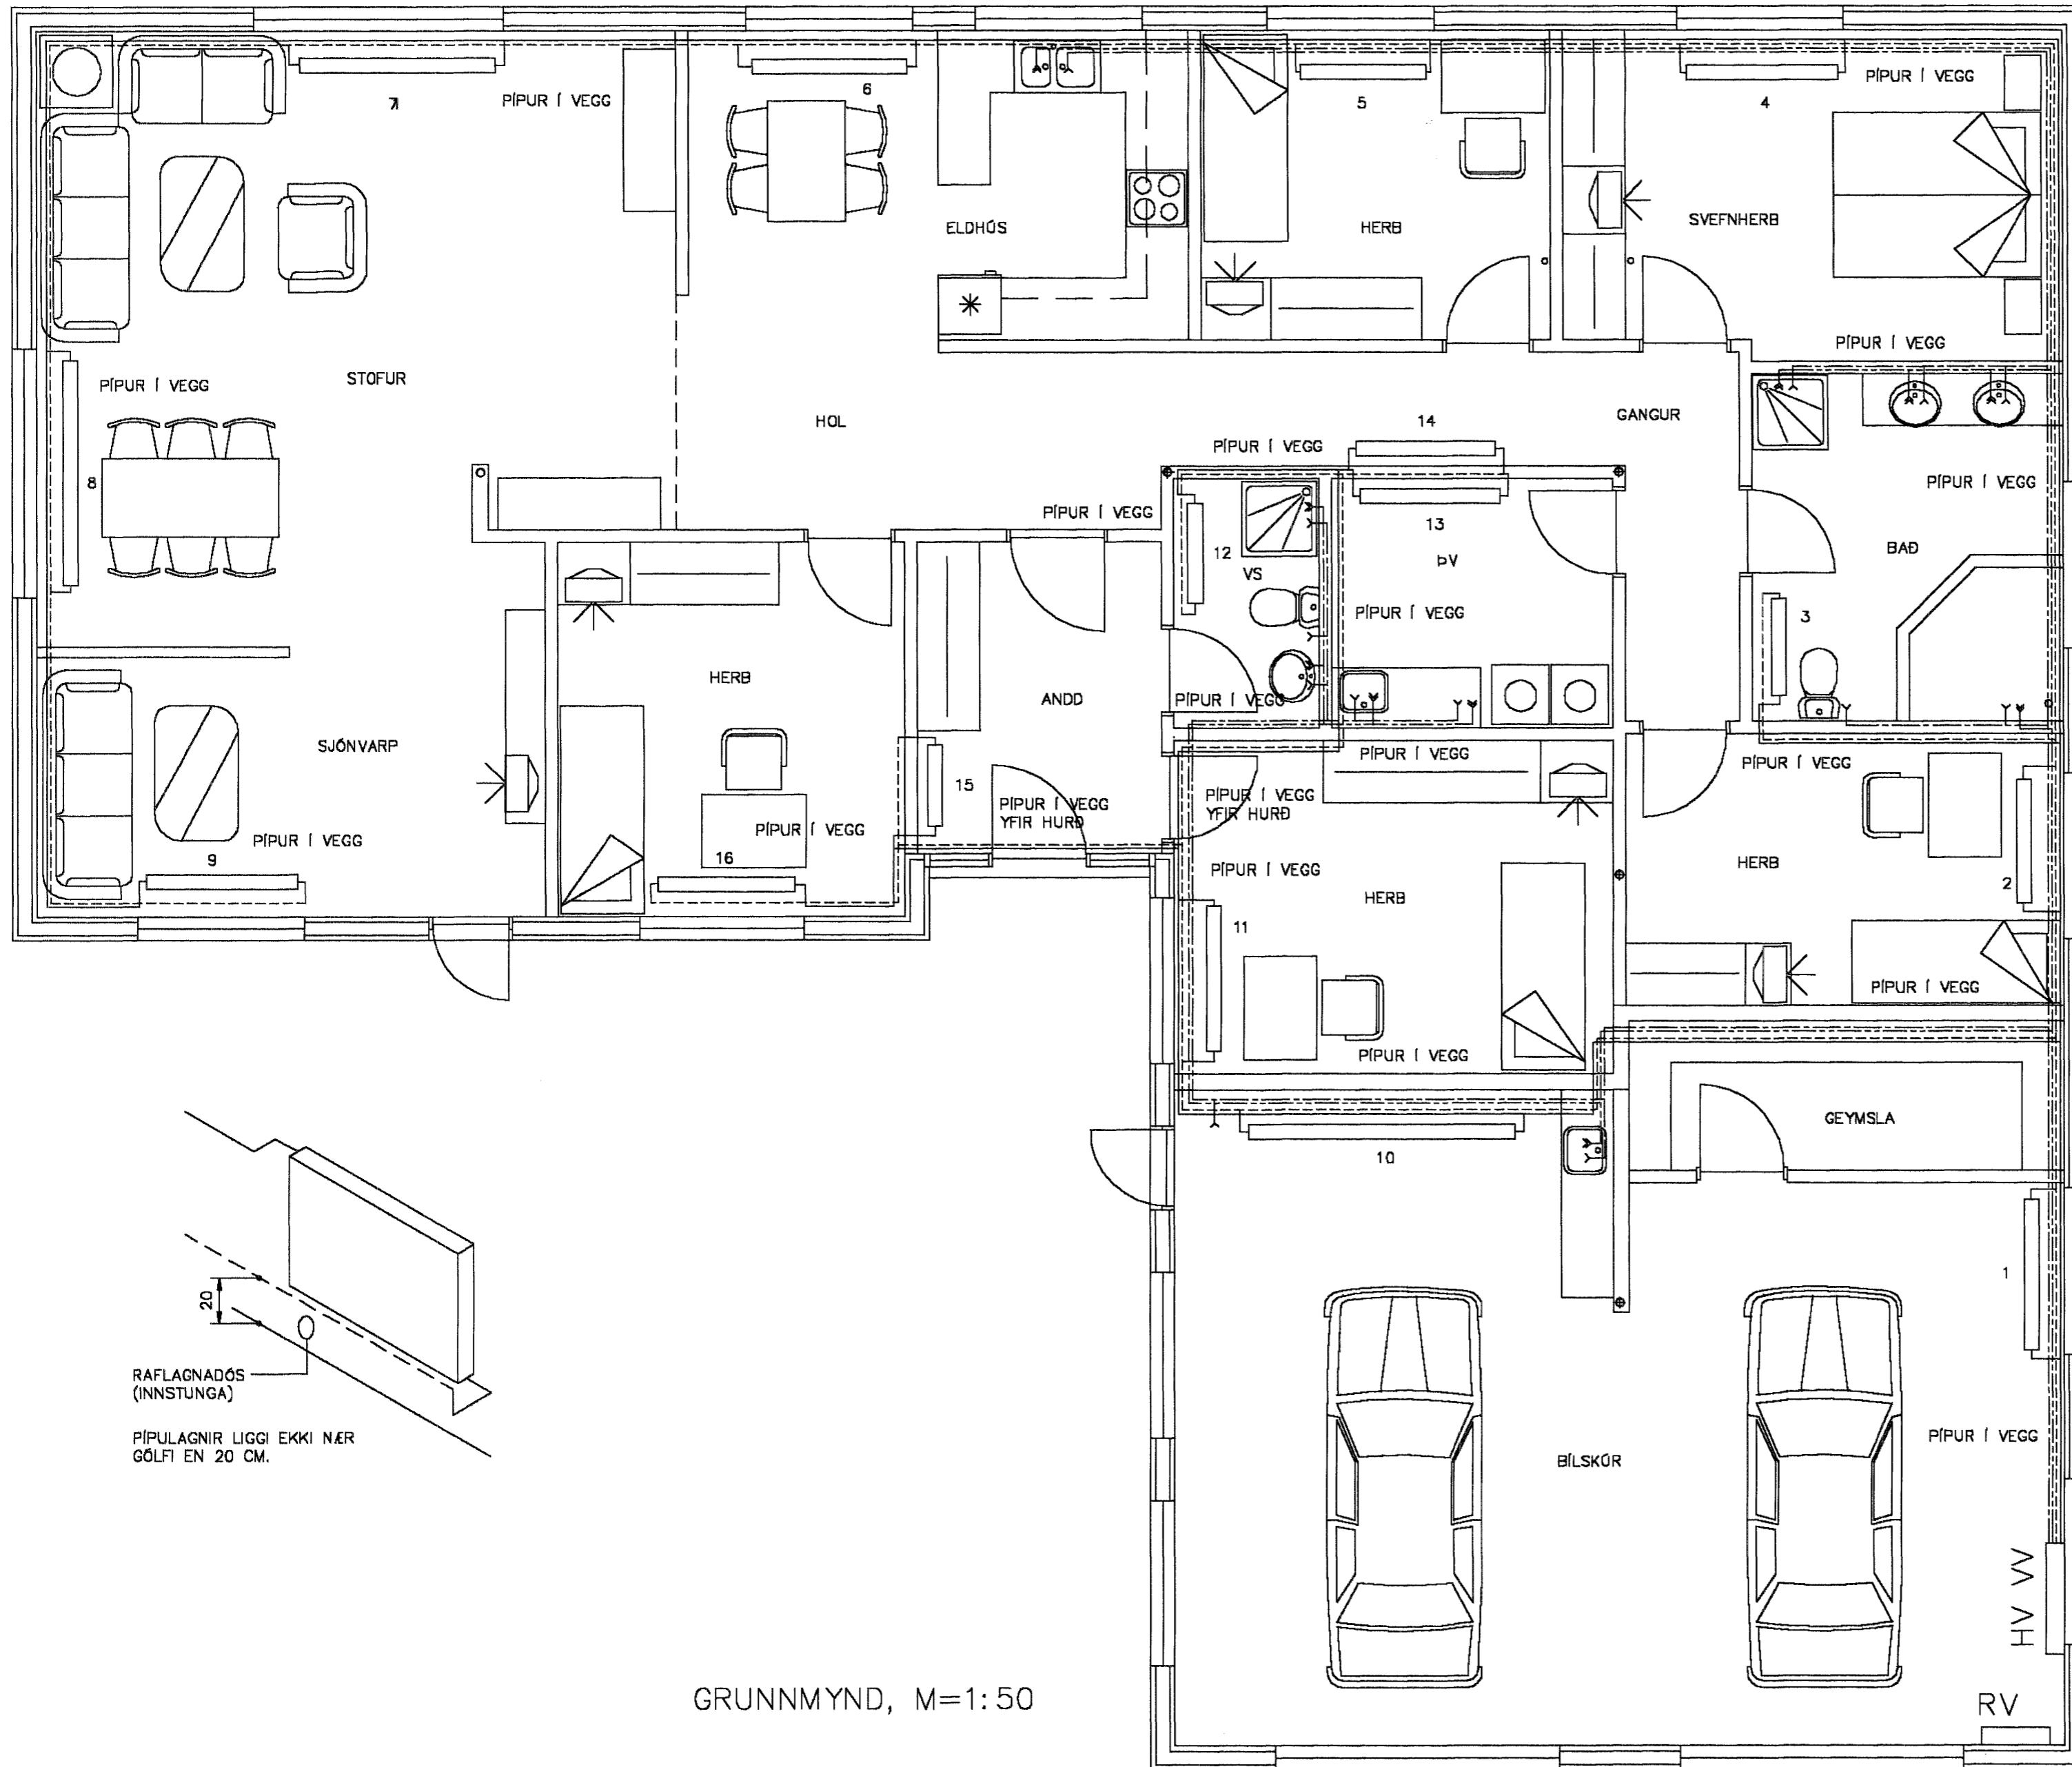 7
PÍPUR Í VEGG
6
5
4
PÍPUR Í VEGG
ELDHÚS
HERB
SVEFNHERB
PÍPUR Í VEGG
PÍPUR Í VEGG
STOFUR
HOL
14
GANGUR
PÍPUR Í VEGG
8
PÍPUR Í VEGG
PÍPUR Í VEGG
12
VS
13
ÞV
BAÐ
PÍPUR Í VEGG
3
HERB
ANDD
PÍPUR Í VEGG
SJÓNVARP
PÍPUR Í VEGG
PÍPUR Í VEGG
15
PÍPUR Í VEGG
YFIR HURÐ
PÍPUR Í VEGG
YFIR HURÐ
PÍPUR Í VEGG
PÍPUR Í VEGG
9
16
PÍPUR Í VEGG
HERB
HERB
2
11
PÍPUR Í VEGG
PÍPUR Í VEGG
10
GEYMSLA
1
20
RAFLAGNADÓS
(INNSTUNGA)
PÍPULAGNIR LIGGI EKKI NÆR
GÓLFI EN 20 CM.
BÍLSKÚR
PÍPUR Í VEGG
HV VV
GRUNNMYND, M=1:50
RV